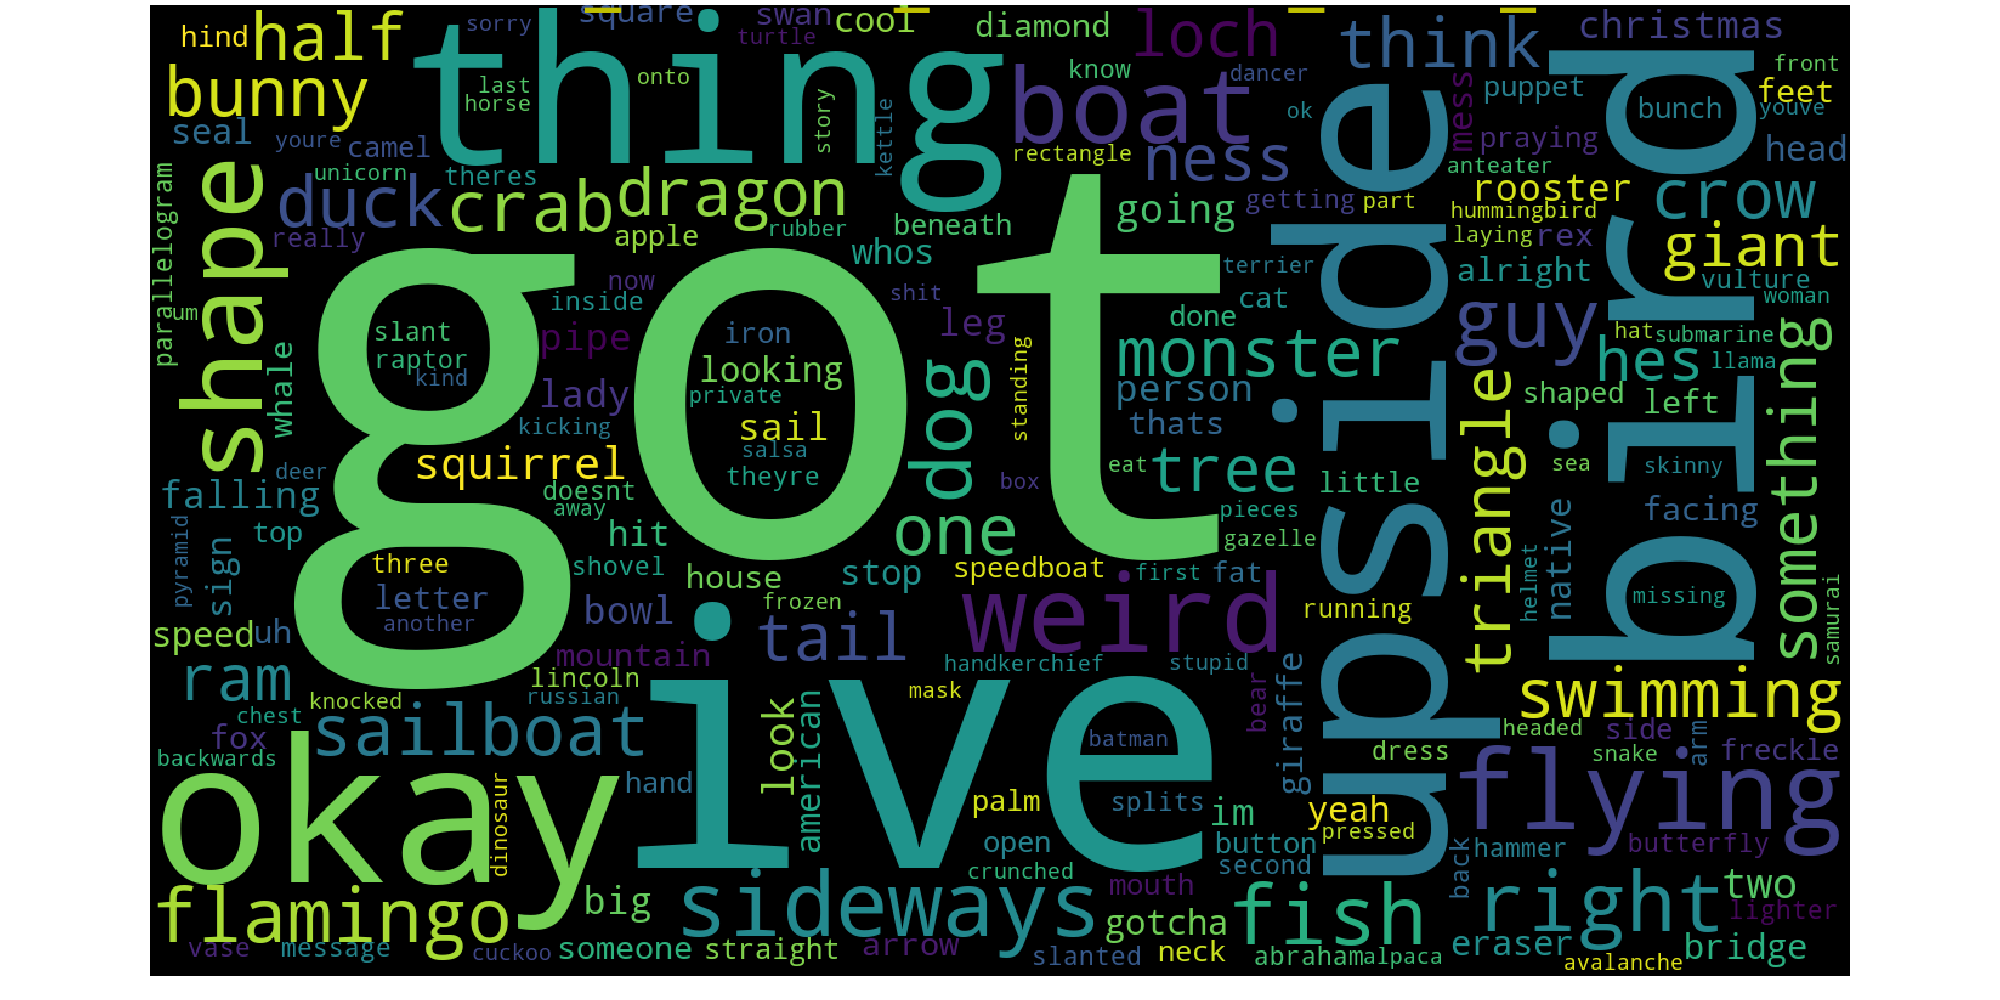 hind
half
sorry
square
swan
cool
diamond
loch
think
christmas
bunny
thing
turtle
know
dancer
front
last
onto
boat
puppet
bunch
feet
horse
story
kettle
ok
mess
youve
seal
youre
camel
rectangle
ness
praying
head
unicorn
theres
anteater
parallelogram
shape
duck
crab
dragon
going
getting
part
rooster
crow
really
apple
rubber
beneath
hummingbird
whos
laying
rex
giant
um
now
shit
terrier
alright
vulture
inside
leg
cat
woman
slant
pipe
iron
done
guy
hat
submarine
raptor
looking
monster
hes
llama
kind
private
standing
person
shaped
left
whale
lady
dog
thats
something
kicking
sail
upside
bird
squirrel
salsa
eat
tree
triangle
sea
skinny
deer
theyre
box
little
falling
doesnt
away
one
pieces
native
facing
got
top
hit
gazelle
pyramid
sign
three
shovel
house
stop
speedboat
first
fat
helmet
missing
letter
bowl
frozen
weird
running
samurai
another
speed
uh
tail
mountain
handkerchief
stupid
ram
lincoln
mask
bear
giraffe
swimming
knocked
russian
chest
sailboat
ive
look
american
fox
batman
headed
side
arm
freckle
backwards
dress
snake
okay
dinosaur
hand
palm
splits
im
yeah
flying
open
button
pressed
back
hammer
butterfly
crunched
second
flamingo
big
sideways
mouth
fish
right
two
gotcha
lighter
vase
message
cuckoo
someone
straight
arrow
slanted
neck
abraham
alpaca
eraser
avalanche
bridge